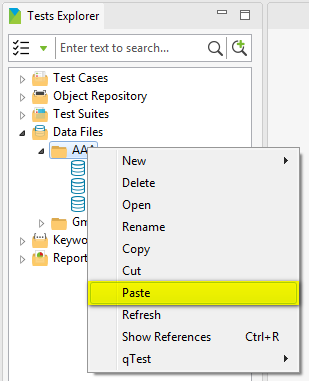 Tests Explorer
Enter text to search...
Test Cases
Object Repository
Test Suites
Data Files
New
Delete
Open
Rename
Copy
Cut
Paste
Refresh
Show References Ctrl+R
qTest